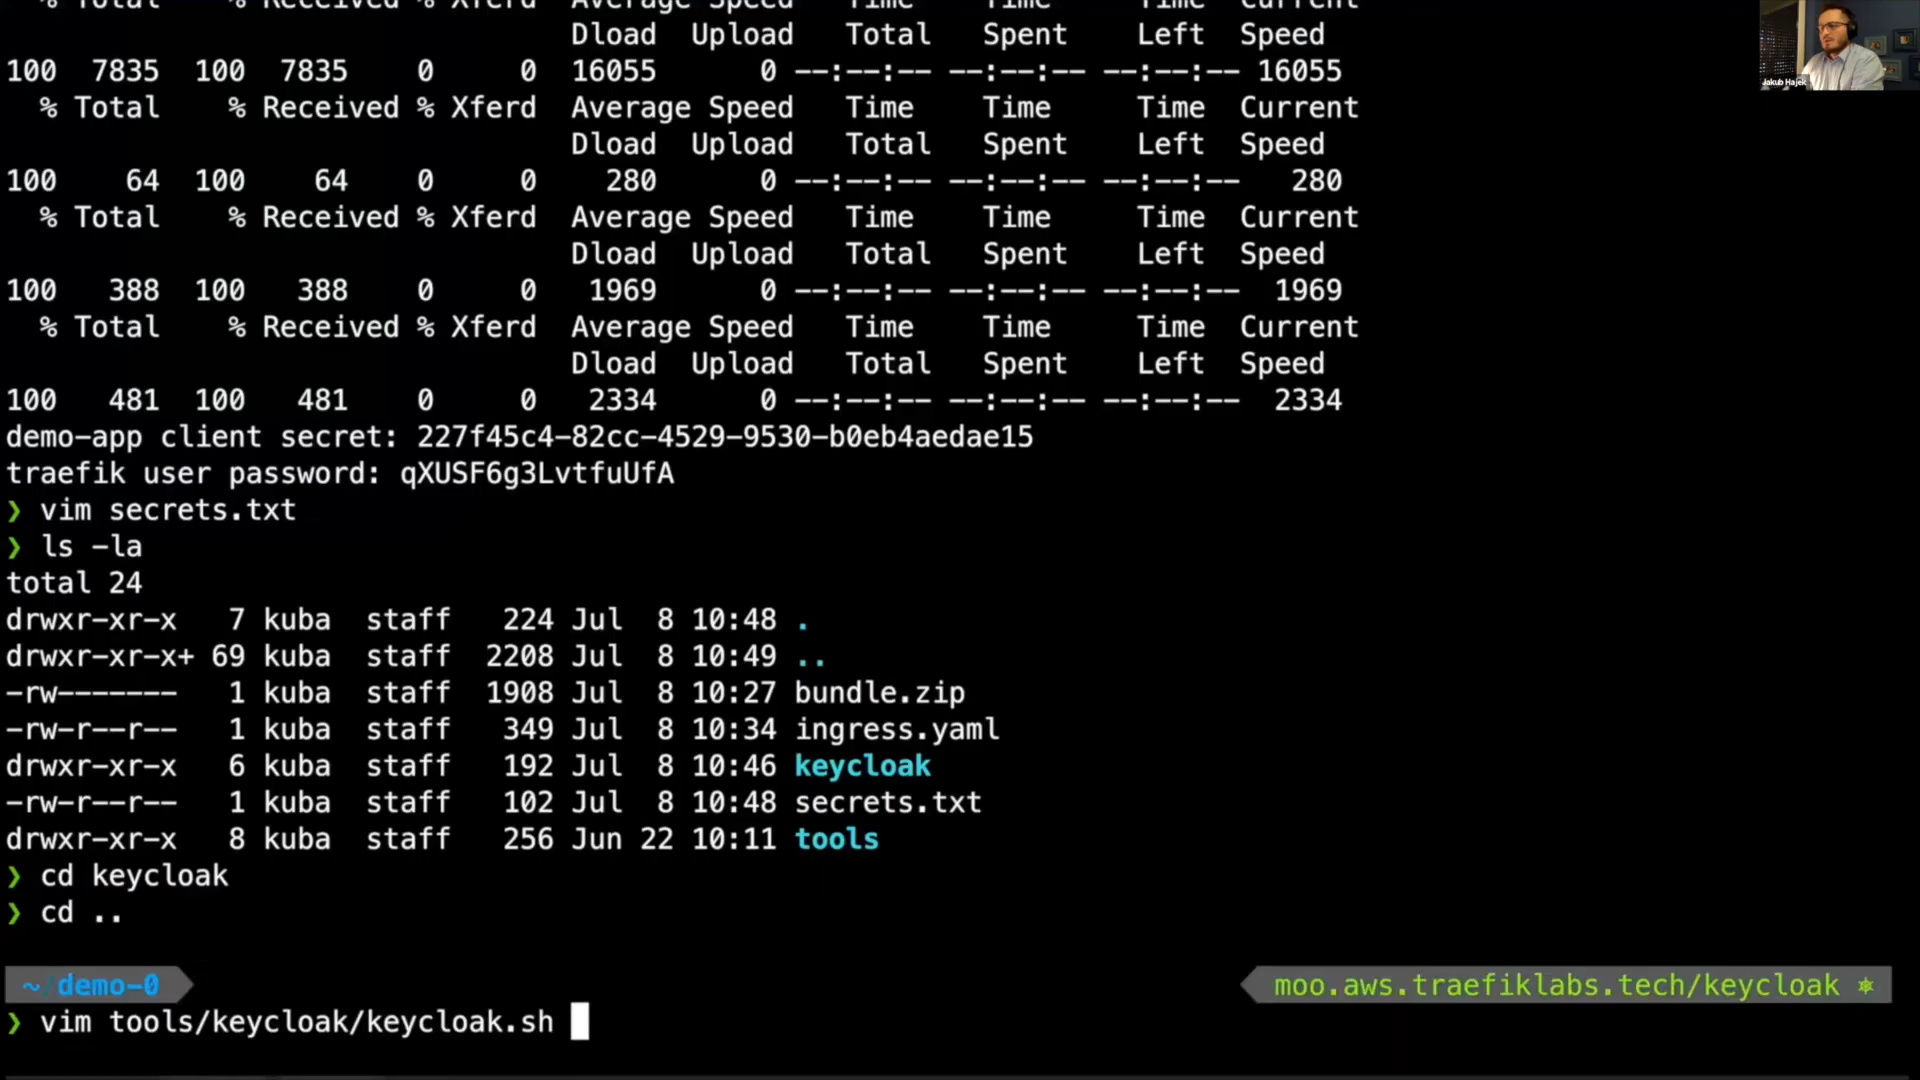 % Total % Received % Xferd Average Speed Time Time Time Current
Dload Upload Total Spent Left Speed
100 7835 100 7835 0 0 16055 0 --:--:-- --:--:-- --:--:-- 16055
% Total % Received % Xferd Average Speed Time Time Time Current
Dload Upload Total Spent Left Speed
100 64 100 64 0 0 280 0 --:--:-- --:--:-- --:--:-- 280
% Total % Received % Xferd Average Speed Time Time Time Current
Dload Upload Total Spent Left Speed
100 388 100 388 0 0 1969 0 --:--:-- --:--:-- --:--:-- 1969
% Total % Received % Xferd Average Speed Time Time Time Current
Dload Upload Total Spent Left Speed
100 481 100 481 0 0 2334 0 --:--:-- --:--:-- --:--:-- 2334
demo-app client secret: 227f45c4-82cc-4529-9530-b0eb4aedae15
traefik user password: qXUSF6g3LvtfuUfA
❯ vim secrets.txt
❯ ls -la
total 24
drwxr-xr-x 7 kuba staff 224 Jul 8 10:48 .
drwxr-xr-x+ 69 kuba staff 2208 Jul 8 10:49 ..
-rw------- 1 kuba staff 1908 Jul 8 10:27 bundle.zip
-rw-r--r-- 1 kuba staff 349 Jul 8 10:34 ingress.yaml
drwxr-xr-x 6 kuba staff 192 Jul 8 10:46 keycloak
-rw-r--r-- 1 kuba staff 102 Jul 8 10:48 secrets.txt
drwxr-xr-x 8 kuba staff 256 Jun 22 10:11 tools
❯ cd keycloak
❯ cd ..
~/demo-0 moo.aws.traefiklabs.tech/keycloak ⎈
❯ vim tools/keycloak/keycloak.sh
Jakub Hajek